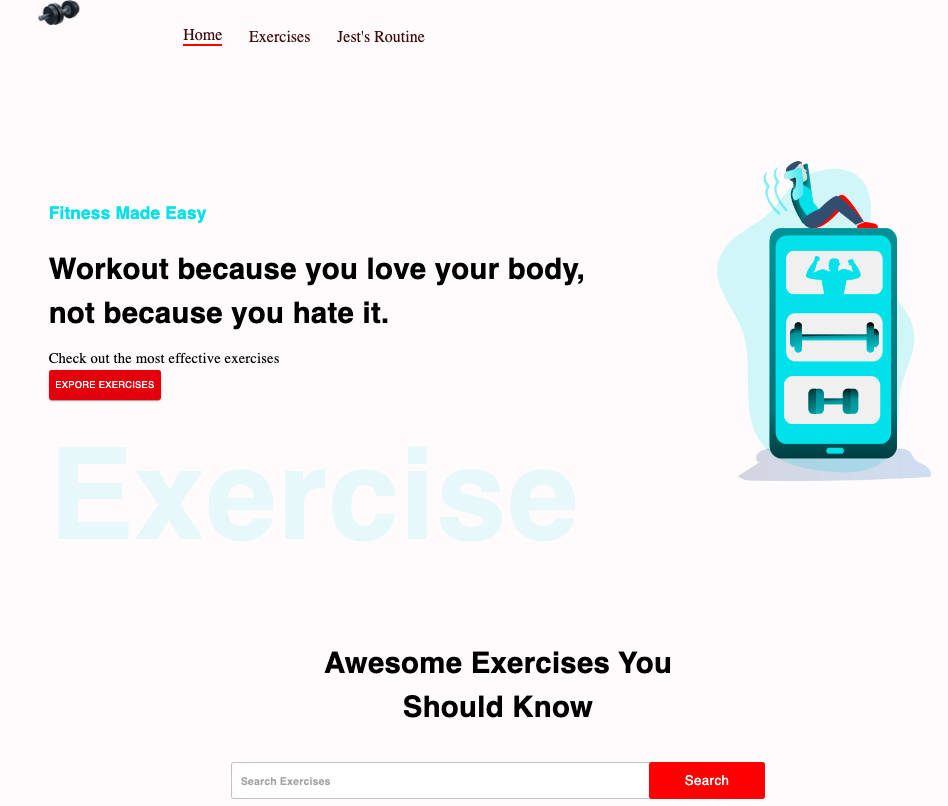 Home Exercises Jest's Routine
Fitness Made Easy
Workout because you love your body,
not because you hate it.
Check out the most effective exercises
EXPORE EXERCISES
Exercise
Awesome Exercises You
Should Know
Search Exercises Search